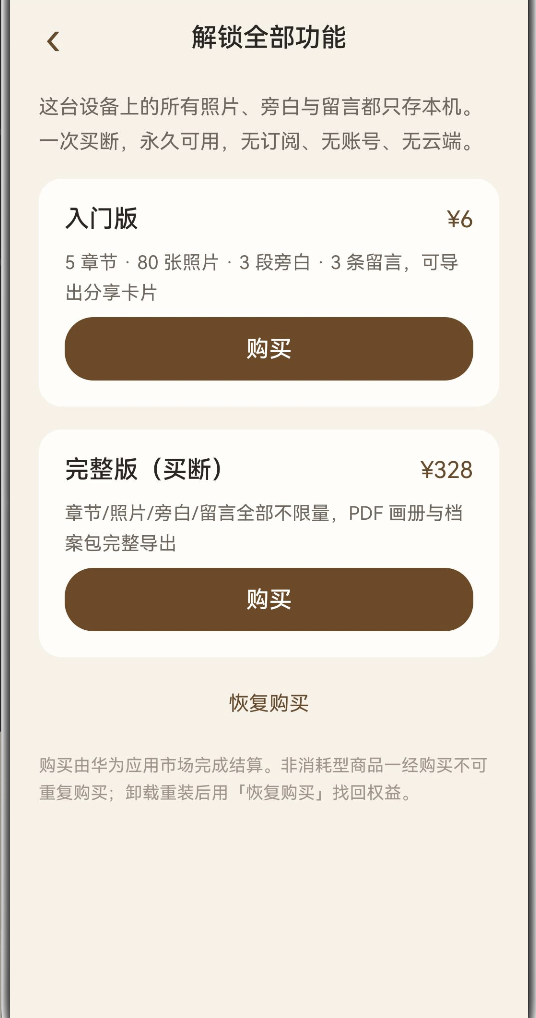 解锁全部功能
这台设备上的所有照片、旁白与留言都只存本机。
一次买断，永久可用，无订阅、无账号、无云端。
入门版 ¥6
5 章节 · 80 张照片 · 3 段旁白 · 3 条留言，可导
出分享卡片
购买
完整版（买断） ¥328
章节/照片/旁白/留言全部不限量，PDF 画册与档
案包完整导出
购买
恢复购买
购买由华为应用市场完成结算。非消耗型商品一经购买不可
重复购买；卸载重装后用「恢复购买」找回权益。